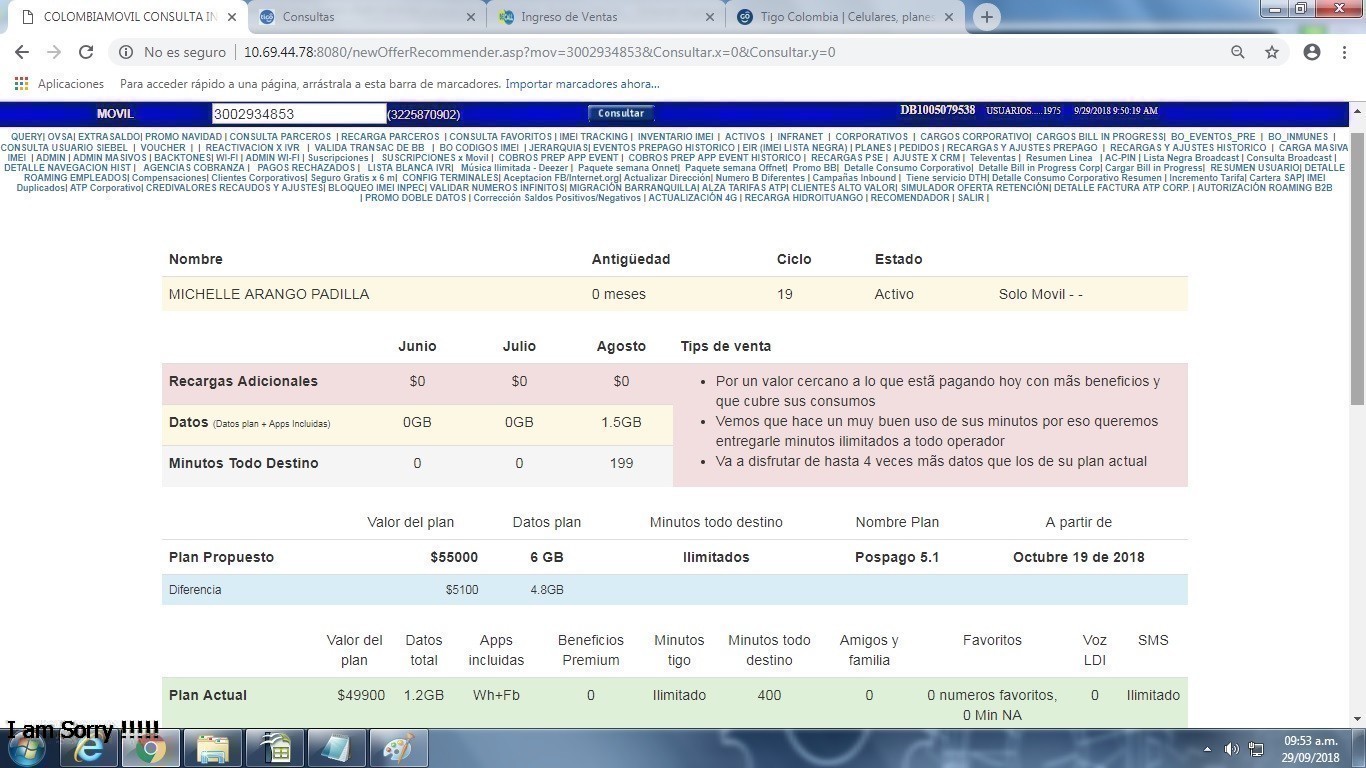 COLOMBIAMOVIL CONSULTA IN
Consultas
Ingreso de Ventas
Tigo Colombia | Celulares, planes
No es seguro | 10.69.44.78:8080/newOfferRecommender.asp?mov=3002934853&Consultar.x=0&Consultar.y=0
Aplicaciones Para acceder rápido a una página, arrástrala a esta barra de marcadores. Importar marcadores ahora...
MOVIL 3002934853 (3225870902) Consultar DB1005079538 USUARIOS.....1975 9/29/2018 9:50:19 AM
QUERY| OVSA| EXTRASALDO| PROMO NAVIDAD | CONSULTA PARCEROS | RECARGA PARCEROS | CONSULTA FAVORITOS | IMEI TRACKING | INVENTARIO IMEI | ACTIVOS | INFRANET | CORPORATIVOS | CARGOS CORPORATIVO| CARGOS BILL IN PROGRESS| BO_EVENTOS_PRE | BO_INMUNES |
CONSULTA USUARIO SIEBEL | VOUCHER | | REACTIVACION X IVR | VALIDA TRANSAC DE BB | BO CODIGOS IMEI | JERARQUIAS| EVENTOS PREPAGO HISTORICO | EIR (IMEI LISTA NEGRA) | PLANES | PEDIDOS | RECARGAS Y AJUSTES PREPAGO | RECARGAS Y AJUSTES HISTORICO | CARGA MASIVA
IMEI | ADMIN | ADMIN MASIVOS | BACKTONES| WI-FI | ADMIN WI-FI | Suscripciones | SUSCRIPCIONES x Movil | COBROS PREP APP EVENT | COBROS PREP APP EVENT HISTORICO | RECARGAS PSE | AJUSTE X CRM | Televentas | Resumen Linea | AC-PIN | Lista Negra Broadcast | Consulta Broadcast |
DETALLE NAVEGACION HIST | AGENCIAS COBRANZA | PAGOS RECHAZADOS | LISTA BLANCA IVR| Música Ilimitada - Deezer | Paquete semana Onnet| Paquete semana Offnet| Promo BB| Detalle Consumo Corporativo| Detalle Bill in Progress Corp| Cargar Bill in Progress| RESUMEN USUARIO| DETALLE
ROAMING EMPLEADOS| Compensaciones| Clientes Corporativos| Seguro Gratis x 6 m| CONFIG TERMINALES| Aceptacion FB/Internet.org| Actualizar Dirección| Numero B Diferentes | Campañas Inbound | Tiene servicio DTH| Detalle Consumo Corporativo Resumen | Incremento Tarifa| Cartera SAP| IMEI
Duplicados| ATP Corporativo| CREDIVALORES RECAUDOS Y AJUSTES| BLOQUEO IMEI INPEC| VALIDAR NUMEROS INFINITOS| MIGRACIÓN BARRANQUILLA| ALZA TARIFAS ATP| CLIENTES ALTO VALOR| SIMULADOR OFERTA RETENCIÓN| DETALLE FACTURA ATP CORP. | AUTORIZACIÓN ROAMING B2B
| PROMO DOBLE DATOS | Corrección Saldos Positivos/Negativos | ACTUALIZACIÓN 4G | RECARGA HIDROITUANGO | RECOMENDADOR | SALIR |
Nombre Antigüedad Ciclo Estado
MICHELLE ARANGO PADILLA 0 meses 19 Activo Solo Movil - -
Junio Julio Agosto Tips de venta
Recargas Adicionales $0 $0 $0
• Por un valor cercano a lo que estã pagando hoy con mãs beneficios y
que cubre sus consumos
Datos (Datos plan + Apps Incluidas) 0GB 0GB 1.5GB
• Vemos que hace un muy buen uso de sus minutos por eso queremos
entregarle minutos ilimitados a todo operador
Minutos Todo Destino 0 0 199
• Va a disfrutar de hasta 4 veces mãs datos que los de su plan actual
Valor del plan Datos plan Minutos todo destino Nombre Plan A partir de
Plan Propuesto $55000 6 GB Ilimitados Pospago 5.1 Octubre 19 de 2018
Diferencia $5100 4.8GB
Valor del Datos Apps Beneficios Minutos Minutos todo Amigos y Favoritos Voz SMS
plan total incluidas Premium tigo destino familia LDI
Plan Actual $49900 1.2GB Wh+Fb 0 Ilimitado 400 0 0 numeros favoritos, 0 Ilimitado
0 Min NA
I am Sorry !!!!!
09:53 a.m.
29/09/2018